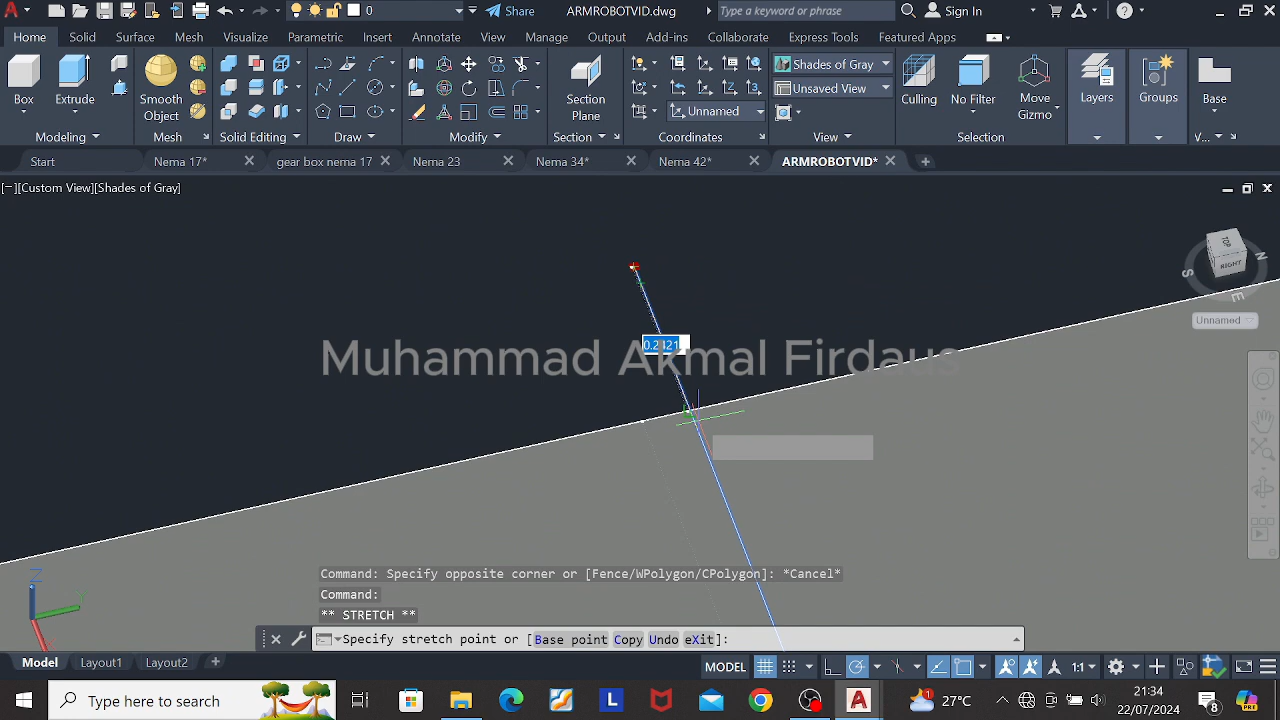 0
Share
ARMROBOTVID.dwg
Type a keyword or phrase
Sign In
Home
Solid
Surface
Mesh
Visualize
Parametric
Insert
Annotate
View
Manage
Output
Add-ins
Collaborate
Express Tools
Featured Apps
Box
Extrude
Smooth Object
Section Plane
Shades of Gray
Unsaved View
Unnamed
Culling
No Filter
Move Gizmo
Layers
Groups
Base
Modeling
Mesh
Solid Editing
Draw
Modify
Section
Coordinates
View
Selection
V...
Start
Nema 17*
gear box nema 17
Nema 23
Nema 34*
Nema 42*
ARMROBOTVID*
[−][Custom View][Shades of Gray]
TOP
RIGHT
S
N
E
Unnamed
0.2421
Muhammad Akmal Firdaus
Z
Command: Specify opposite corner or [Fence/WPolygon/CPolygon]: *Cancel*
Command:
** STRETCH **
Specify stretch point or [Base point Copy Undo eXit]:
Model
Layout1
Layout2
MODEL
1:1
Type here to search
27°C
21:34
22/07/2024
8